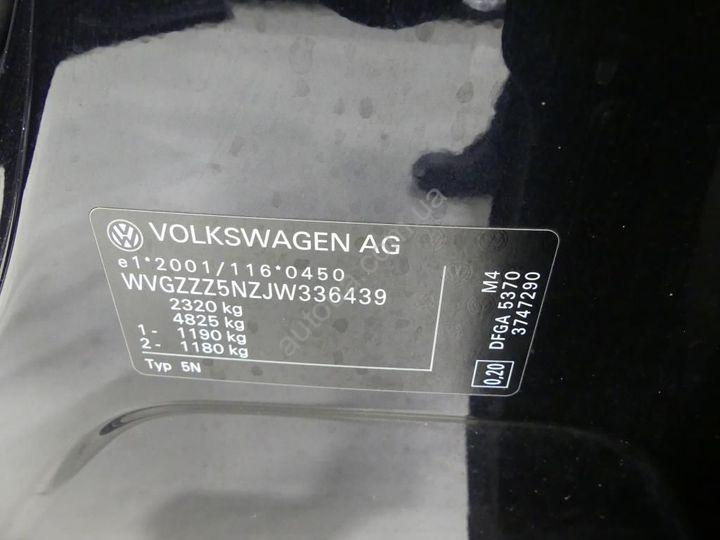 VOLKSWAGEN AG
e1*2001/116*0450
WVGZZZ5NZJW336439
2320 kg
4825 kg
1- 1190 kg
2- 1180 kg
Typ 5N
M4
DFGA 5370
3747290
0,20